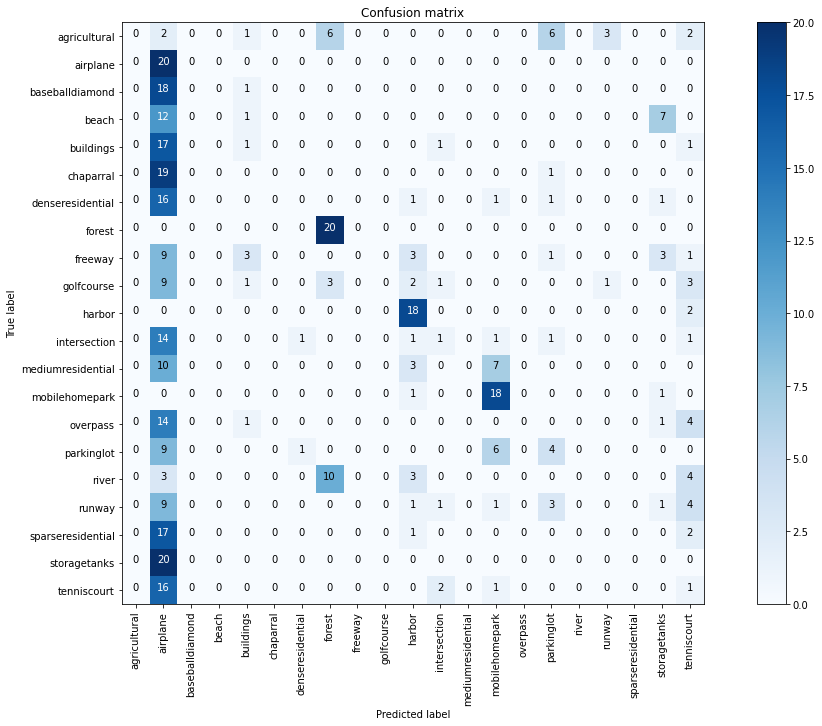 Confusion matrix
agricultural 0 2 0 0 1 0 0 6 0 0 0 0 0 0 0 6 0 3 0 0 2
airplane 0 20 0 0 0 0 0 0 0 0 0 0 0 0 0 0 0 0 0 0 0
baseballdiamond 0 18 0 0 1 0 0 0 0 0 0 0 0 0 0 0 0 0 0 0 0
beach 0 12 0 0 1 0 0 0 0 0 0 0 0 0 0 0 0 0 0 7 0
buildings 0 17 0 0 1 0 0 0 0 0 0 1 0 0 0 0 0 0 0 0 1
chaparral 0 19 0 0 0 0 0 0 0 0 0 0 0 0 0 1 0 0 0 0 0
denseresidential 0 16 0 0 0 0 0 0 0 0 1 0 0 1 0 1 0 0 0 1 0
forest 0 0 0 0 0 0 0 20 0 0 0 0 0 0 0 0 0 0 0 0 0
freeway 0 9 0 0 3 0 0 0 0 0 3 0 0 0 0 1 0 0 0 3 1
golfcourse 0 9 0 0 1 0 0 3 0 0 2 1 0 0 0 0 0 1 0 0 3
harbor 0 0 0 0 0 0 0 0 0 0 18 0 0 0 0 0 0 0 0 0 2
intersection 0 14 0 0 0 0 1 0 0 0 1 1 0 1 0 1 0 0 0 0 1
mediumresidential 0 10 0 0 0 0 0 0 0 0 3 0 0 7 0 0 0 0 0 0 0
mobilehomepark 0 0 0 0 0 0 0 0 0 0 1 0 0 18 0 0 0 0 0 1 0
overpass 0 14 0 0 1 0 0 0 0 0 0 0 0 0 0 0 0 0 0 1 4
parkinglot 0 9 0 0 0 0 1 0 0 0 0 0 0 6 0 4 0 0 0 0 0
river 0 3 0 0 0 0 0 10 0 0 3 0 0 0 0 0 0 0 0 0 4
runway 0 9 0 0 0 0 0 0 0 0 1 1 0 1 0 3 0 0 0 1 4
sparseresidential 0 17 0 0 0 0 0 0 0 0 1 0 0 0 0 0 0 0 0 0 2
storagetanks 0 20 0 0 0 0 0 0 0 0 0 0 0 0 0 0 0 0 0 0 0
tenniscourt 0 16 0 0 0 0 0 0 0 0 0 2 0 1 0 0 0 0 0 0 1
True label
agricultural
airplane
baseballdiamond
beach
buildings
chaparral
denseresidential
forest
freeway
golfcourse
harbor
intersection
mediumresidential
mobilehomepark
overpass
parkinglot
river
runway
sparseresidential
storagetanks
tenniscourt
Predicted label
20.0
17.5
15.0
12.5
10.0
7.5
5.0
2.5
0.0